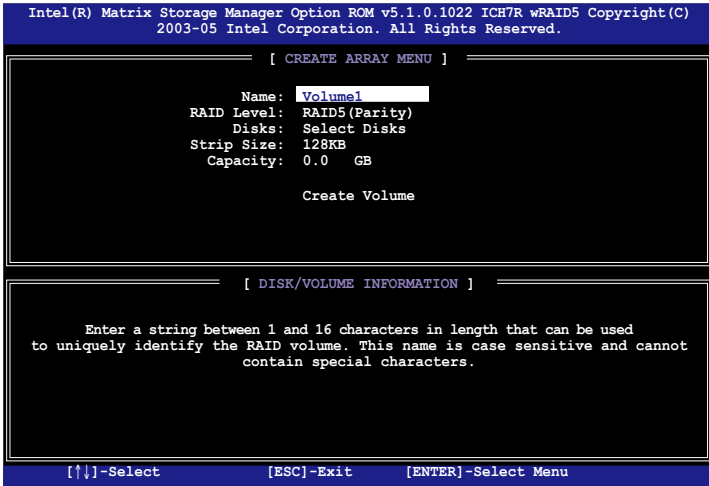 Intel(R) Matrix Storage Manager Option ROM v5.1.0.1022 ICH7R wRAID5 Copyright(C)
2003-05 Intel Corporation. All Rights Reserved.
[ CREATE ARRAY MENU ]
Name: Volume1
RAID Level: RAID5(Parity)
Disks: Select Disks
Strip Size: 128KB
Capacity: 0.0 GB
Create Volume
[ DISK/VOLUME INFORMATION ]
Enter a string between 1 and 16 characters in length that can be used
to uniquely identify the RAID volume. This name is case sensitive and cannot
contain special characters.
[↑↓]-Select [ESC]-Exit [ENTER]-Select Menu